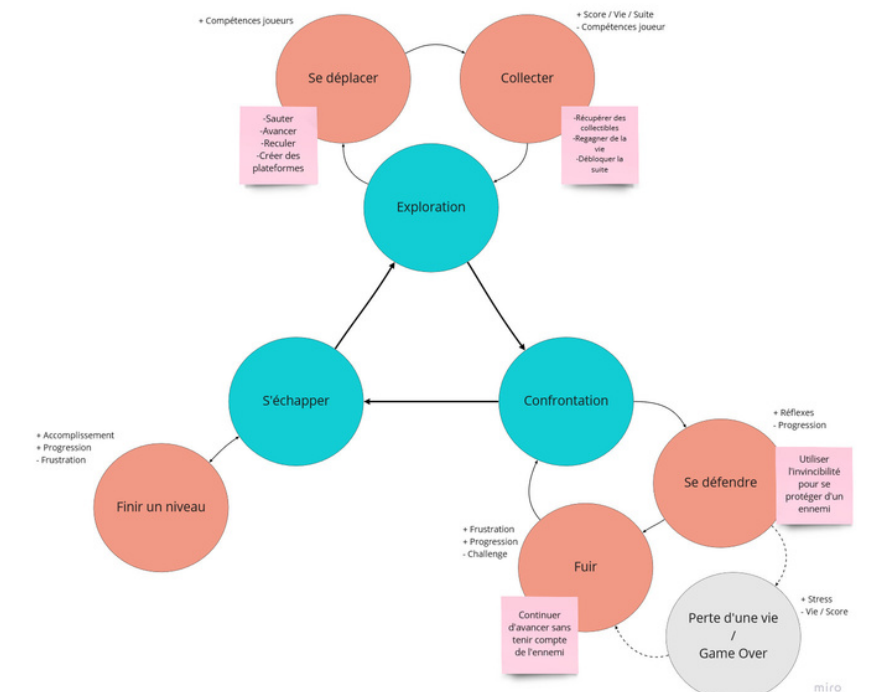 + Compétences joueurs
+ Score / Vie / Suite
- Compétences joueur
Se déplacer
Collecter
-Sauter
-Avancer
-Reculer
-Créer des
plateformes
-Récupérer des
collectibles
-Regagner de la
vie
-Débloquer la
suite
Exploration
S'échapper
Confrontation
+ Accomplissement
+ Progression
- Frustration
Finir un niveau
+ Réflexes
- Progression
Se défendre
Utiliser
l'invincibilité
pour se
protéger d'un
ennemi
+ Frustration
+ Progression
- Challenge
Fuir
Continuer
d'avancer sans
tenir compte
de l'ennemi
+ Stress
- Vie / Score
Perte d'une vie
/
Game Over
miro